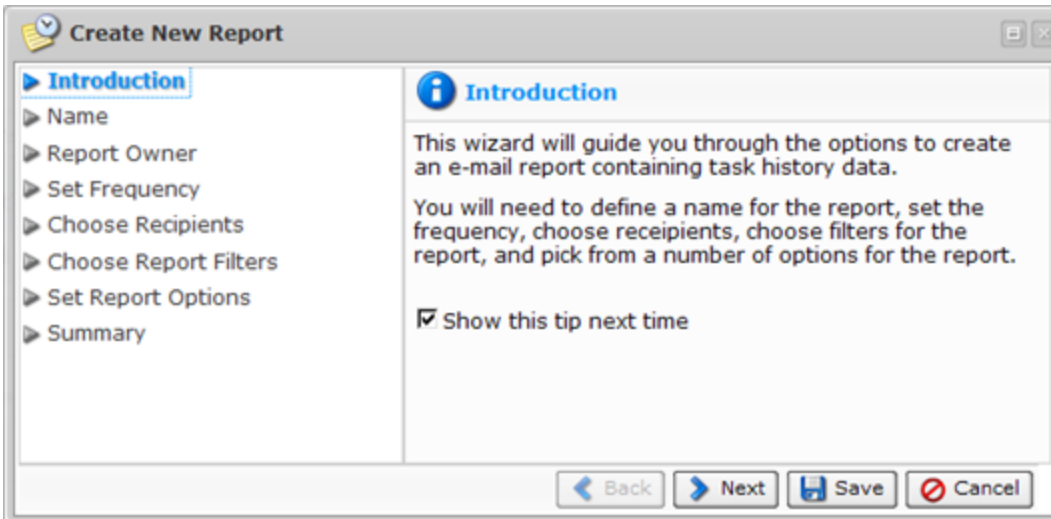 Create New Report
Introduction
Name
Report Owner
Set Frequency
Choose Recipients
Choose Report Filters
Set Report Options
Summary
Introduction
This wizard will guide you through the options to create
an e-mail report containing task history data.
You will need to define a name for the report, set the
frequency, choose receipients, choose filters for the
report, and pick from a number of options for the report.
Show this tip next time
Back
Next
Save
Cancel